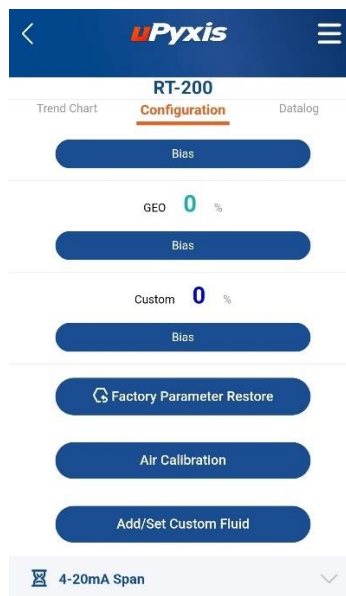 uPyxis
RT-200
Trend Chart Configuration Datalog
Bias
GEO 0 %
Bias
Custom 0 %
Bias
Factory Parameter Restore
Air Calibration
Add/Set Custom Fluid
4-20mA Span